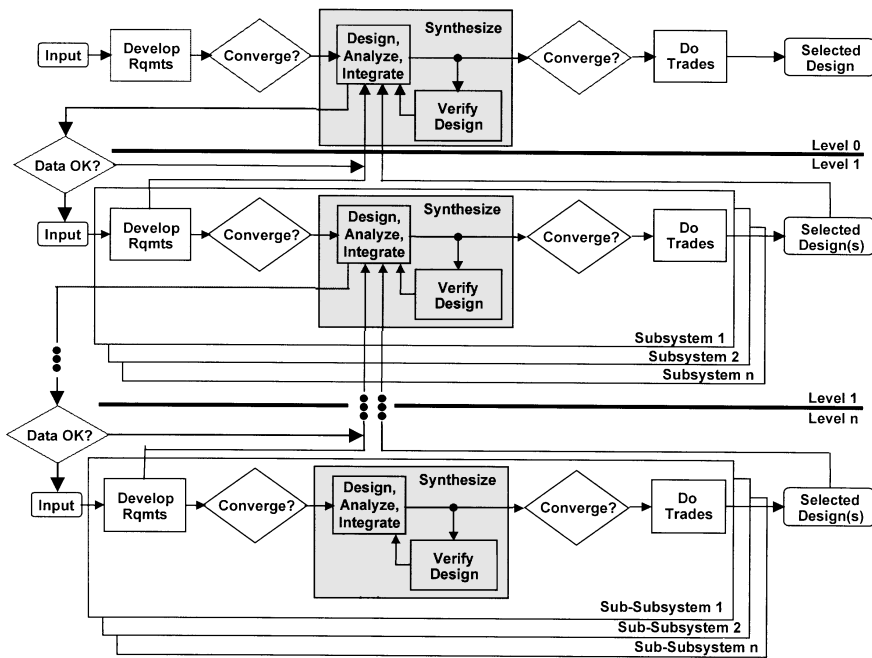 Input
Develop
Rqmts
Converge?
Design,
Analyze,
Integrate
Synthesize
Verify
Design
Converge?
Do
Trades
Selected
Design
Level 0
Level 1
Data OK?
Input
Develop
Rqmts
Converge?
Design,
Analyze,
Integrate
Synthesize
Verify
Design
Converge?
Do
Trades
Selected
Design(s)
Subsystem 1
Subsystem 2
Subsystem n
Level 1
Level n
Data OK?
Input
Develop
Rqmts
Converge?
Design,
Analyze,
Integrate
Synthesize
Verify
Design
Converge?
Do
Trades
Selected
Design(s)
Sub-Subsystem 1
Sub-Subsystem 2
Sub-Subsystem n